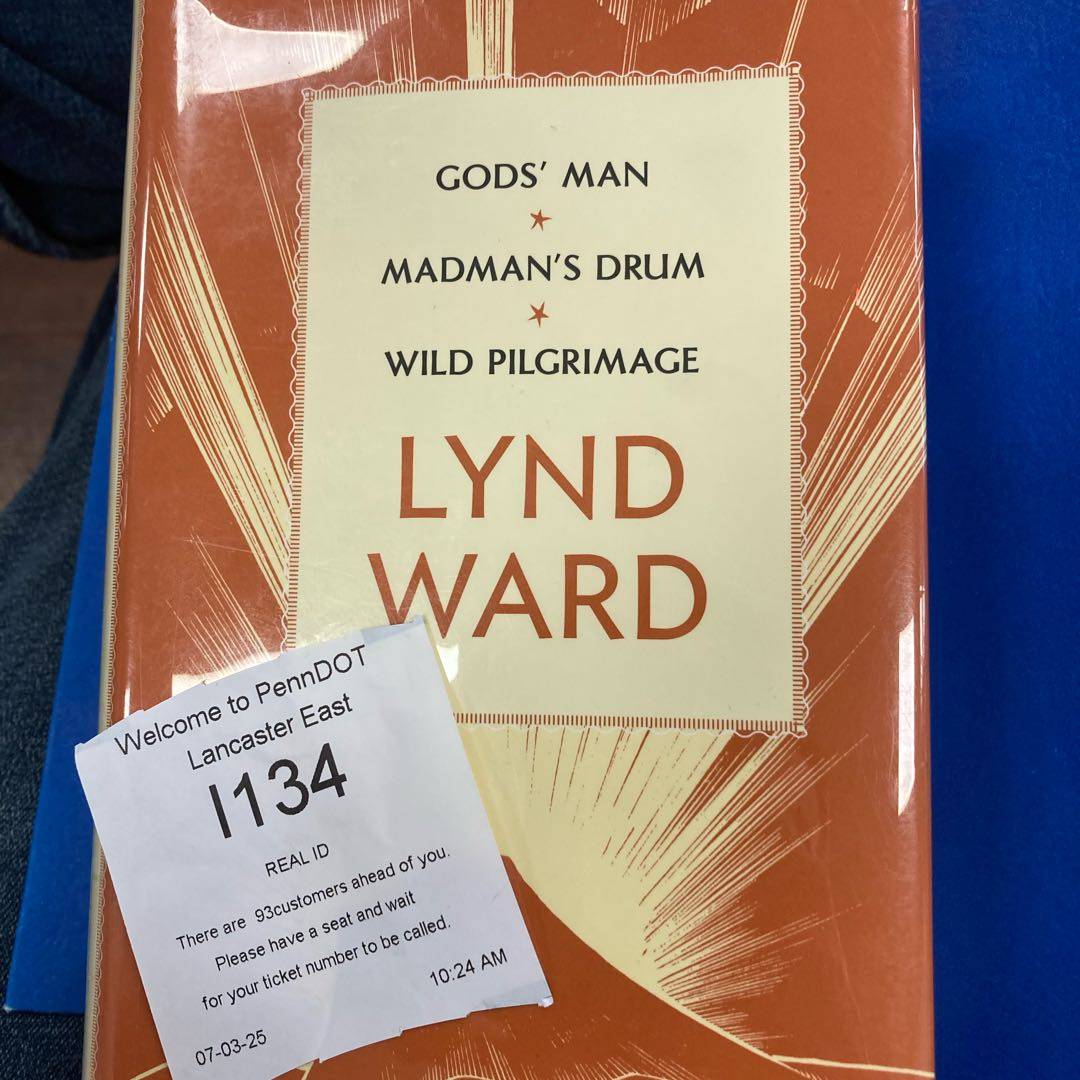 GODS' MAN
MADMAN'S DRUM
WILD PILGRIMAGE
LYND
WARD
Welcome to PennDOT
Lancaster East
I134
REAL ID
There are 93customers ahead of you.
Please have a seat and wait
for your ticket number to be called.
10:24 AM
07-03-25